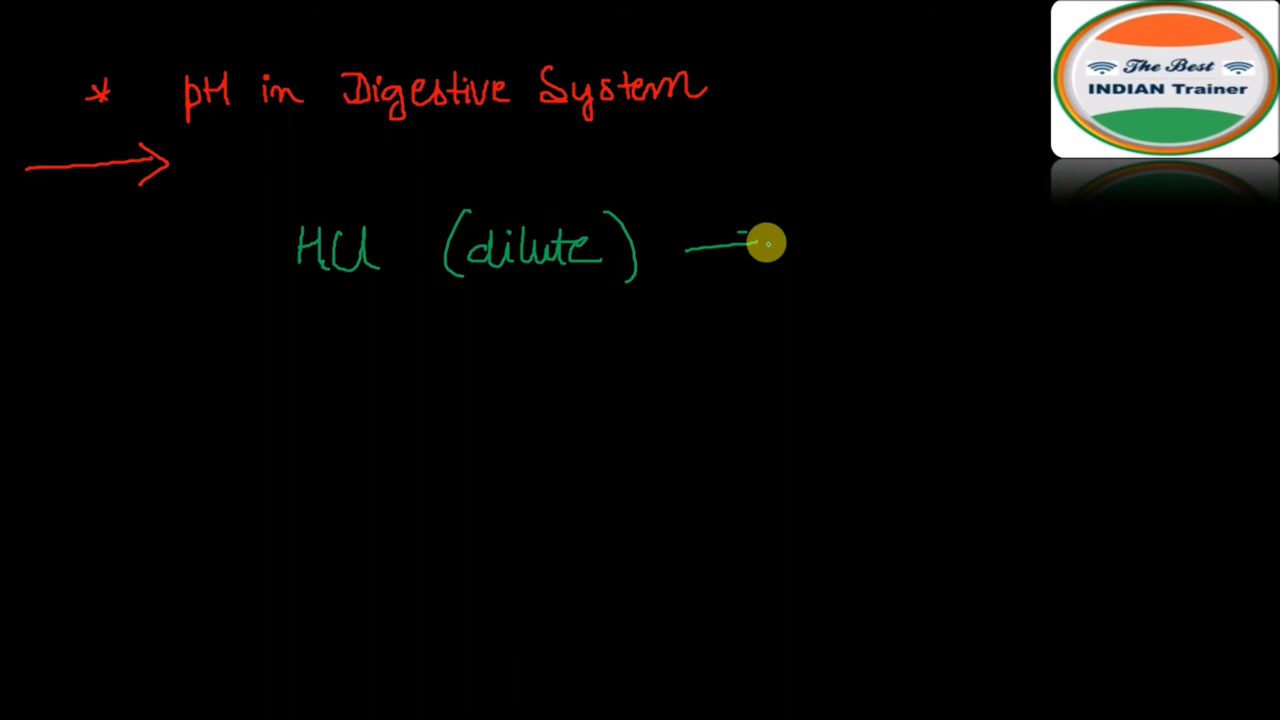 * pH in Digestive System
HCl (dilute)
The Best
INDIAN Trainer